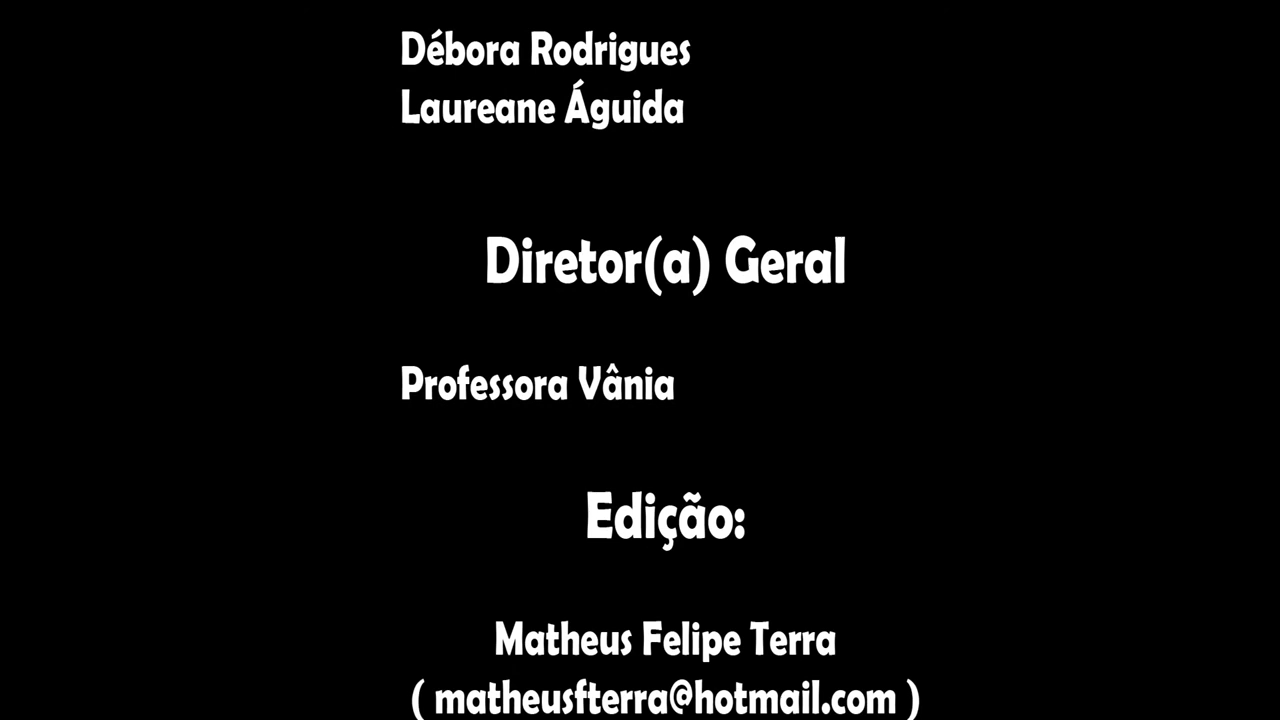 Débora Rodrigues
Laureane Águida
Diretor(a) Geral
Professora Vânia
Edição:
Matheus Felipe Terra
( matheusfterra@hotmail.com )